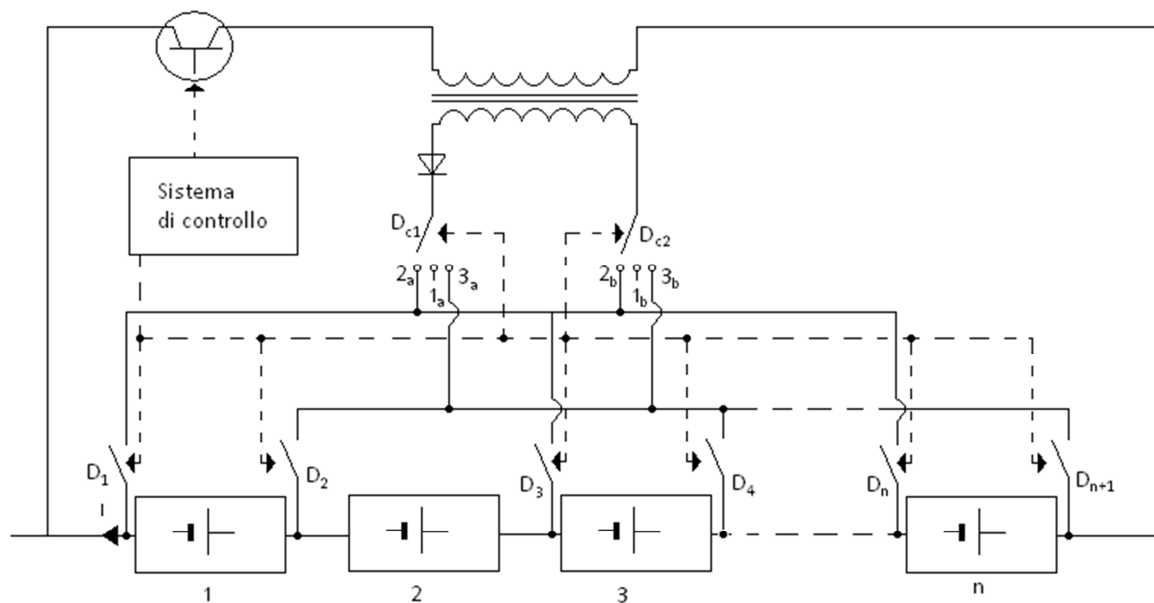 Sistema
di controllo
D_c1
D_c2
2_a
1_a
3_a
2_b
1_b
3_b
D_1
D_2
D_3
D_4
D_n
D_n+1
I
1
2
3
n